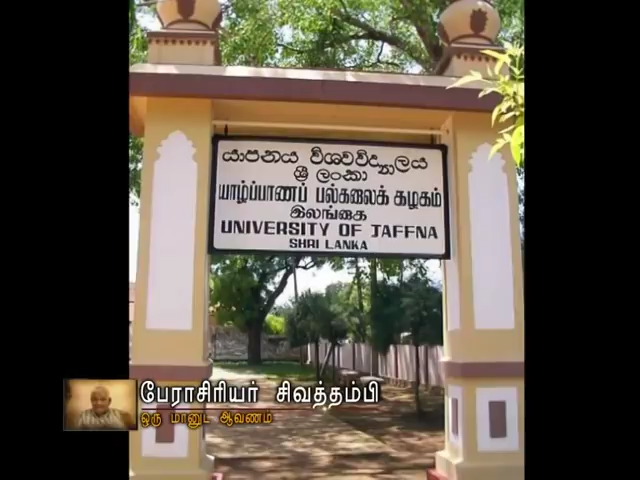 යාපනය විශ්වවිද්‍යාලය
ශ්‍රී ලංකා
யாழ்ப்பாணப் பல்கலைக் கழகம்
இலங்கை
UNIVERSITY OF JAFFNA
SHRI LANKA
பேராசிரியர் சிவத்தம்பி
ஒரு மானுட ஆவணம்